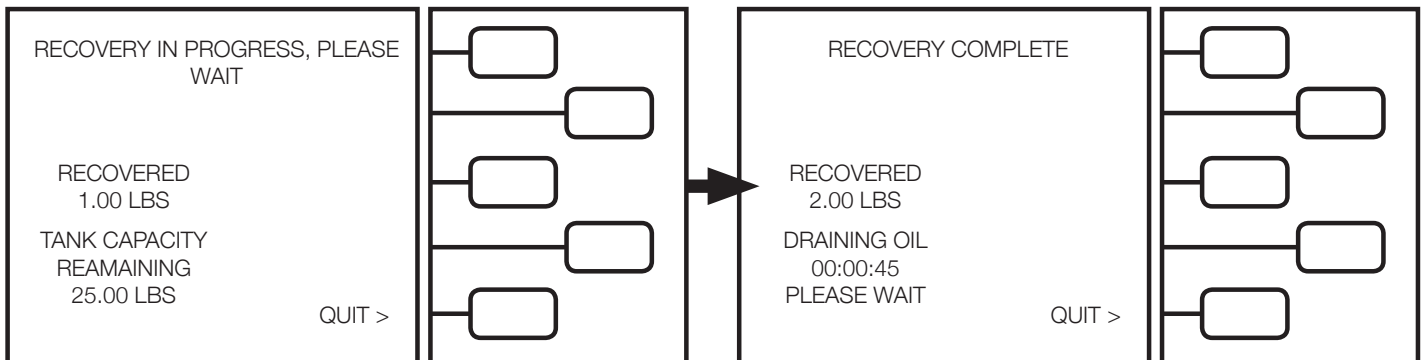 RECOVERY IN PROGRESS, PLEASE
WAIT
RECOVERED
1.00 LBS
TANK CAPACITY
REAMAINING
25.00 LBS
QUIT >
RECOVERY COMPLETE
RECOVERED
2.00 LBS
DRAINING OIL
00:00:45
PLEASE WAIT
QUIT >